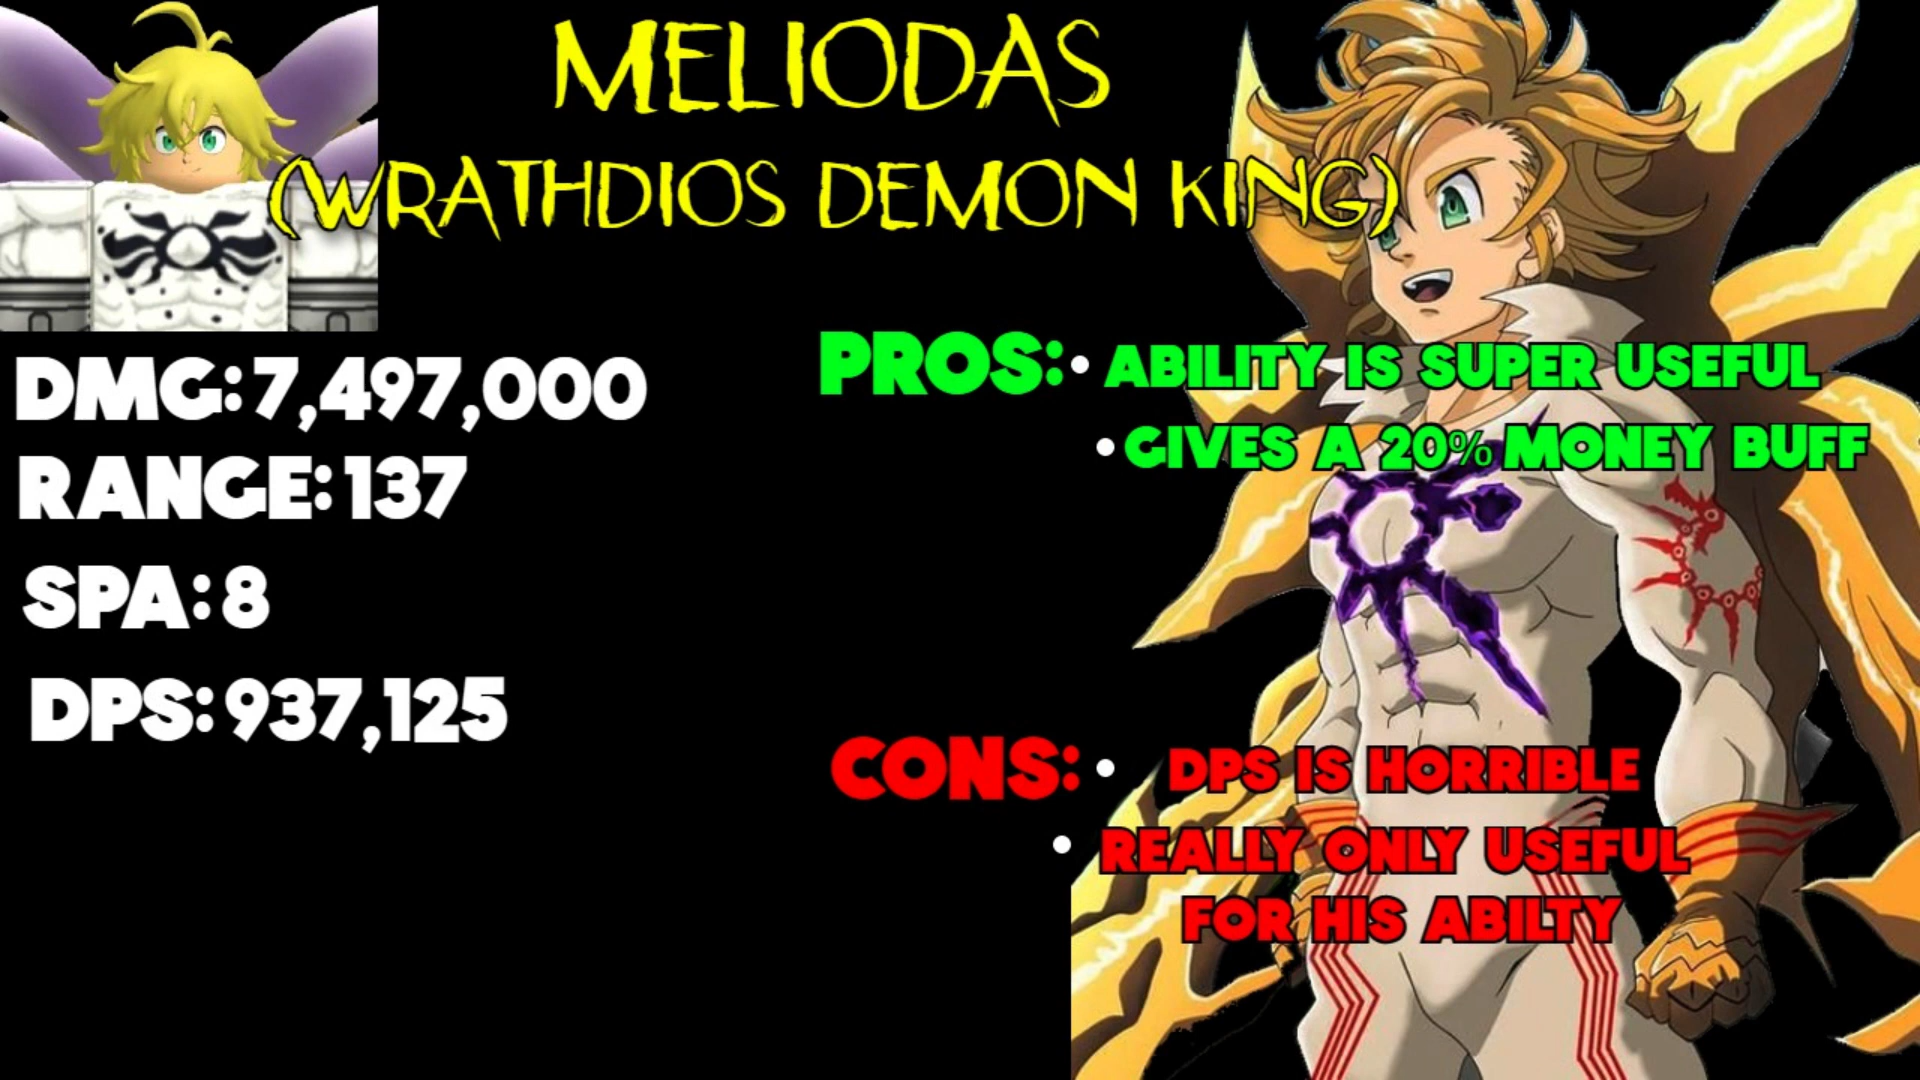 MELIODAS
(WRATHDIOS DEMON KING)
DMG: 7,497,000
RANGE: 137
SPA: 8
DPS: 937,125
PROS: • ABILITY IS SUPER USEFUL
• GIVES A 20% MONEY BUFF
CONS: • DPS IS HORRIBLE
• REALLY ONLY USEFUL
FOR HIS ABILTY